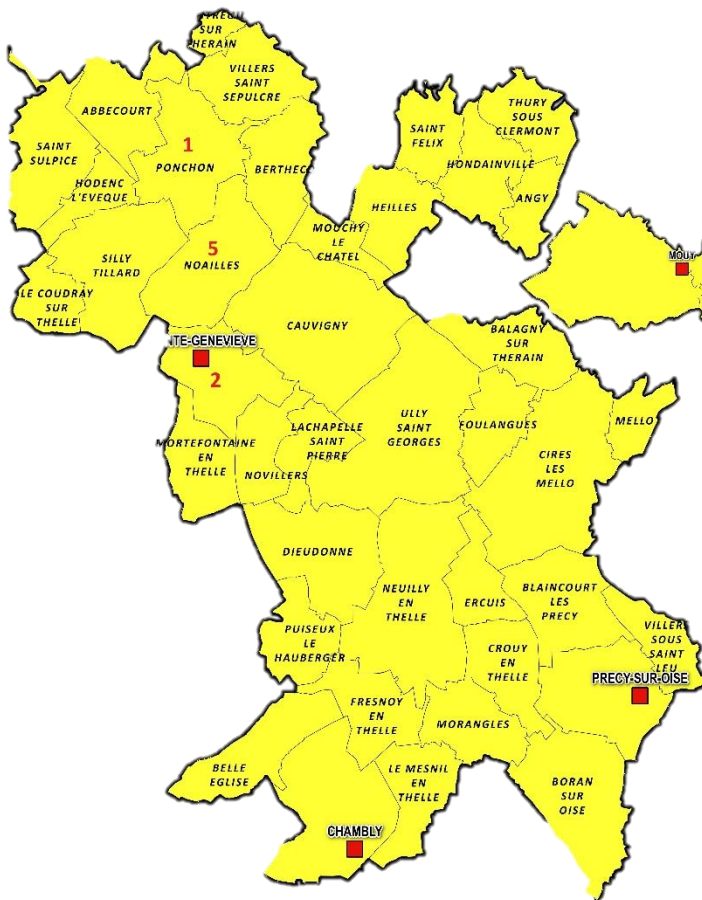 SUR
THERAIN
VILLERS
SAINT
SEPULCRE
ABBECOURT
THURY
SOUS
CLERMONT
SAINT
FELIX
SAINT
SULPICE
1
PONCHON
BERTHEC
HONDAINVILLE
HODENC
L'EVEQUE
ANGY
HEILLES
MOUCHY
LE
CHATEL
5
NOAILLES
SILLY
TILLARD
MOUY
LE COUDRAY
SUR
THELLE
CAUVIGNY
BALAGNY
SUR
THERAIN
NTE-GENEVIEVE
2
ULLY
SAINT
GEORGES
LACHAPELLE
SAINT
PIERRE
FOULANGUES
MELLO
MORTEFONTAINE
EN
THELLE
NOVILLERS
CIRES
LES
MELLO
DIEUDONNE
NEUILLY
EN
THELLE
ERCUIS
BLAINCOURT
LES
PRECY
PUISEUX
LE
HAUBERGER
CROUY
EN
THELLE
VILLERS
SOUS
SAINT
LEU
PRECY-SUR-OISE
FRESNOY
EN
THELLE
MORANGLES
BELLE
EGLISE
LE MESNIL
EN
THELLE
BORAN
SUR
OISE
CHAMBLY